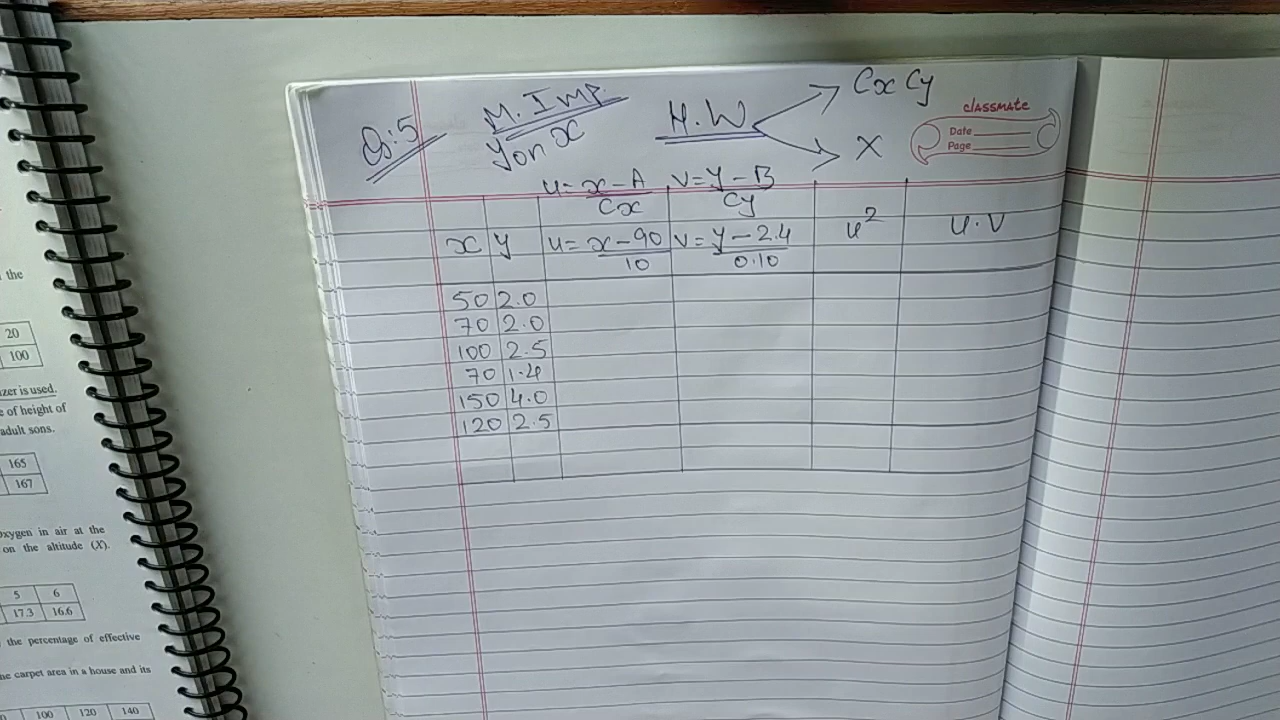 Q:5
M. Imp.
Y on x
H.W
Cx Cy
X
classmate
Date
Page
u = x - A / Cx
v = y - B / Cy
x y u = x - 90 / 10 v = y - 2.4 / 0.10 u² u.v
50 2.0
70 2.0
100 2.5
70 1.4
150 4.0
120 2.5
the
20
100
zer is used.
of height of
adult sons.
165
167
Oxygen in air at the
on the altitude (X).
5 6
17.3 16.6
the percentage of effective
carpet area in a house and its
100 120 140